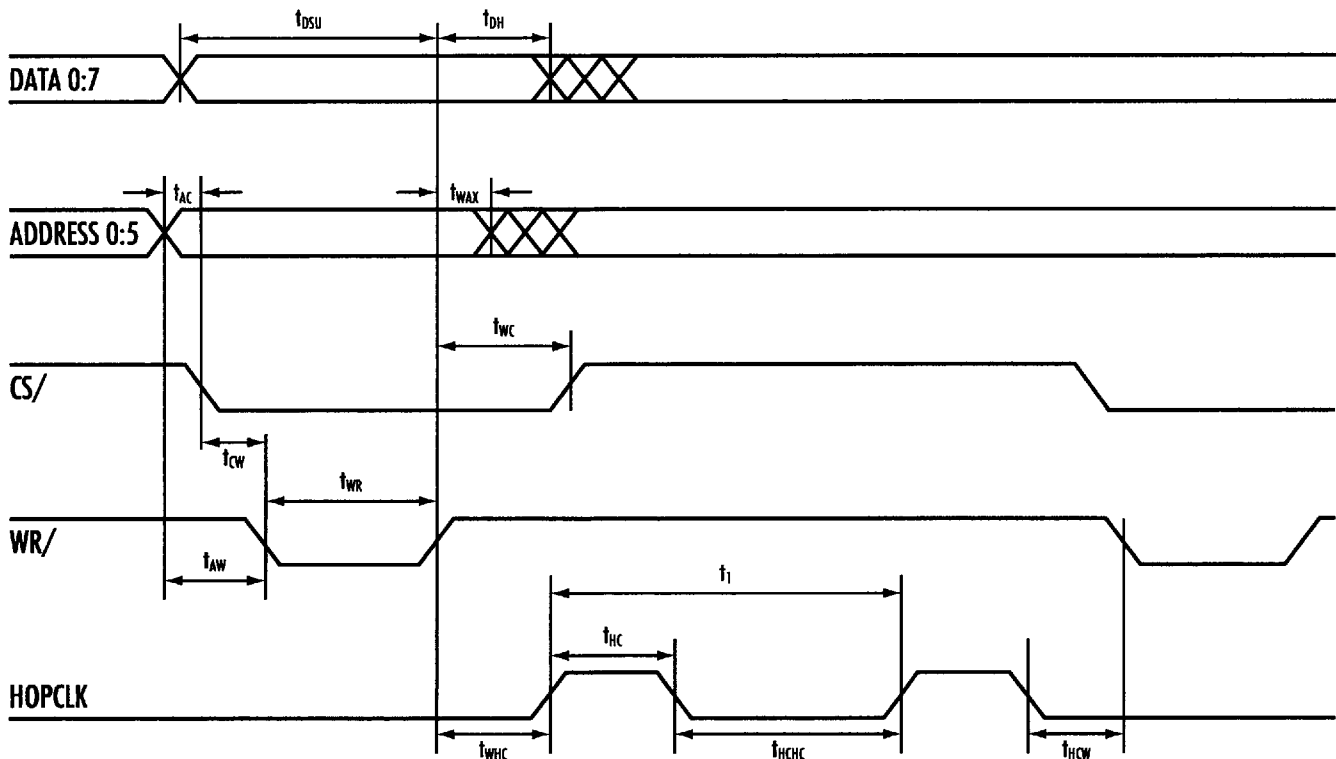 tDSU
tDH
DATA 0:7
tAC
tWAX
ADDRESS 0:5
tWC
CS/
tCW
tWR
WR/
tAW
t1
tHC
HOPCLK
tWHC
tHCHC
tHCW